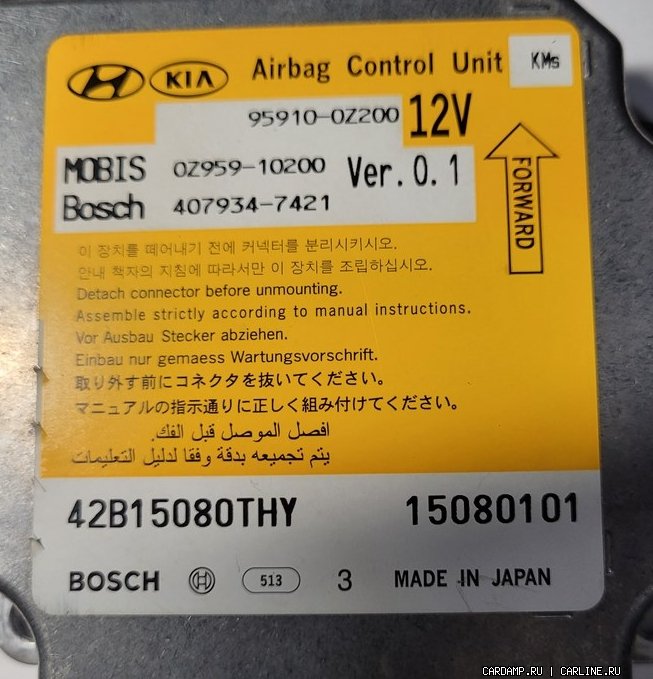 HYUNDAI KIA Airbag Control Unit KMs
95910-0Z200 12V
MOBIS 0Z959-10200 Ver.0.1
Bosch 407934-7421
FORWARD
이 장치를 떼어내기 전에 커넥터를 분리시키시오.
안내 책자의 지침에 따라서만 이 장치를 조립하십시오.
Detach connector before unmounting.
Assemble strictly according to manual instructions.
Vor Ausbau Stecker abziehen.
Einbau nur gemaess Wartungsvorschrift.
取り外す前にコネクタを抜いてください。
マニュアルの指示通りに正しく組み付けてください。
افصل الموصل قبل الفك.
يتم تجميعه بدقة وفقا لدليل التعليمات
42B15080THY 15080101
BOSCH 513 3 MADE IN JAPAN
CARDAMP.RU | CARLINE.RU